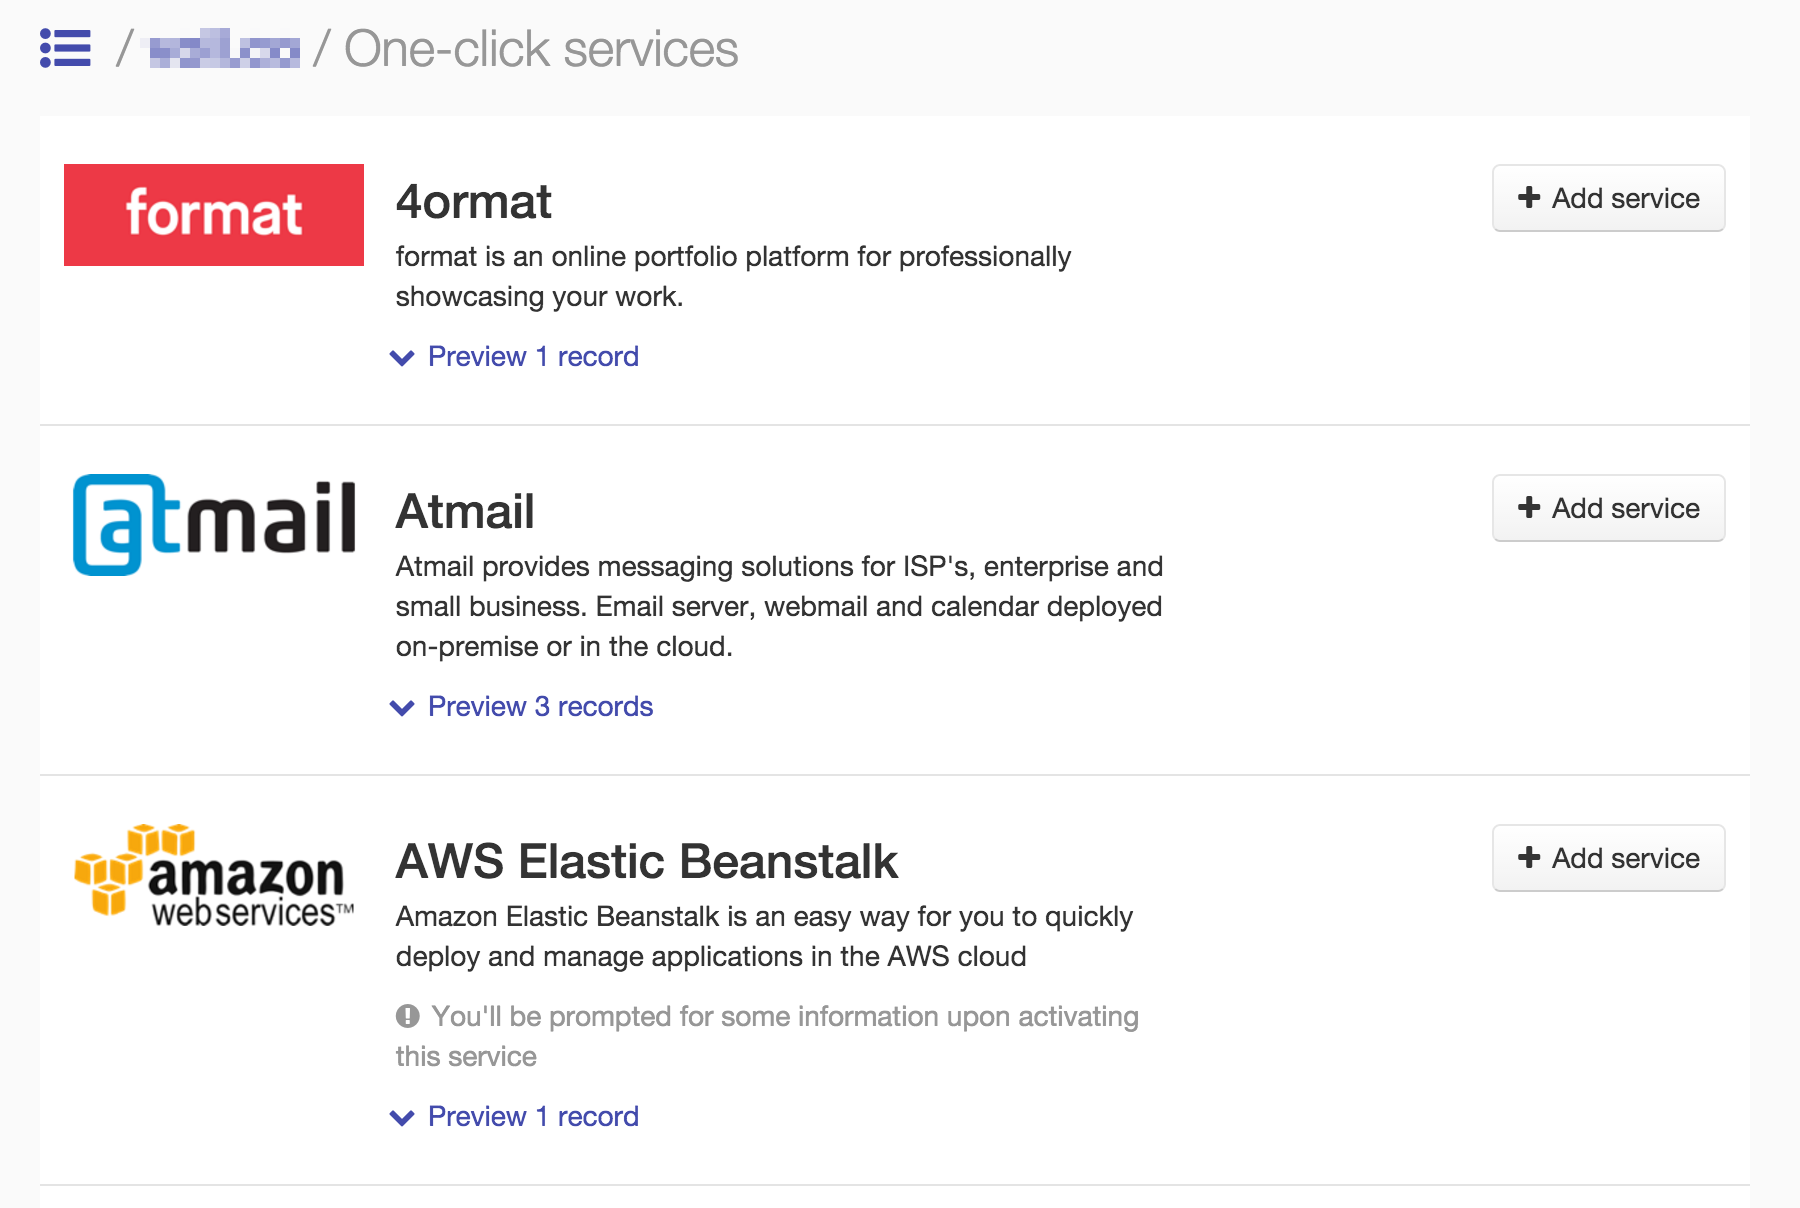 / / One-click services
format
4ormat
+ Add service
format is an online portfolio platform for professionally
showcasing your work.
Preview 1 record
atmail
Atmail
+ Add service
Atmail provides messaging solutions for ISP's, enterprise and
small business. Email server, webmail and calendar deployed
on-premise or in the cloud.
Preview 3 records
amazon
webservices™
AWS Elastic Beanstalk
+ Add service
Amazon Elastic Beanstalk is an easy way for you to quickly
deploy and manage applications in the AWS cloud
You'll be prompted for some information upon activating
this service
Preview 1 record